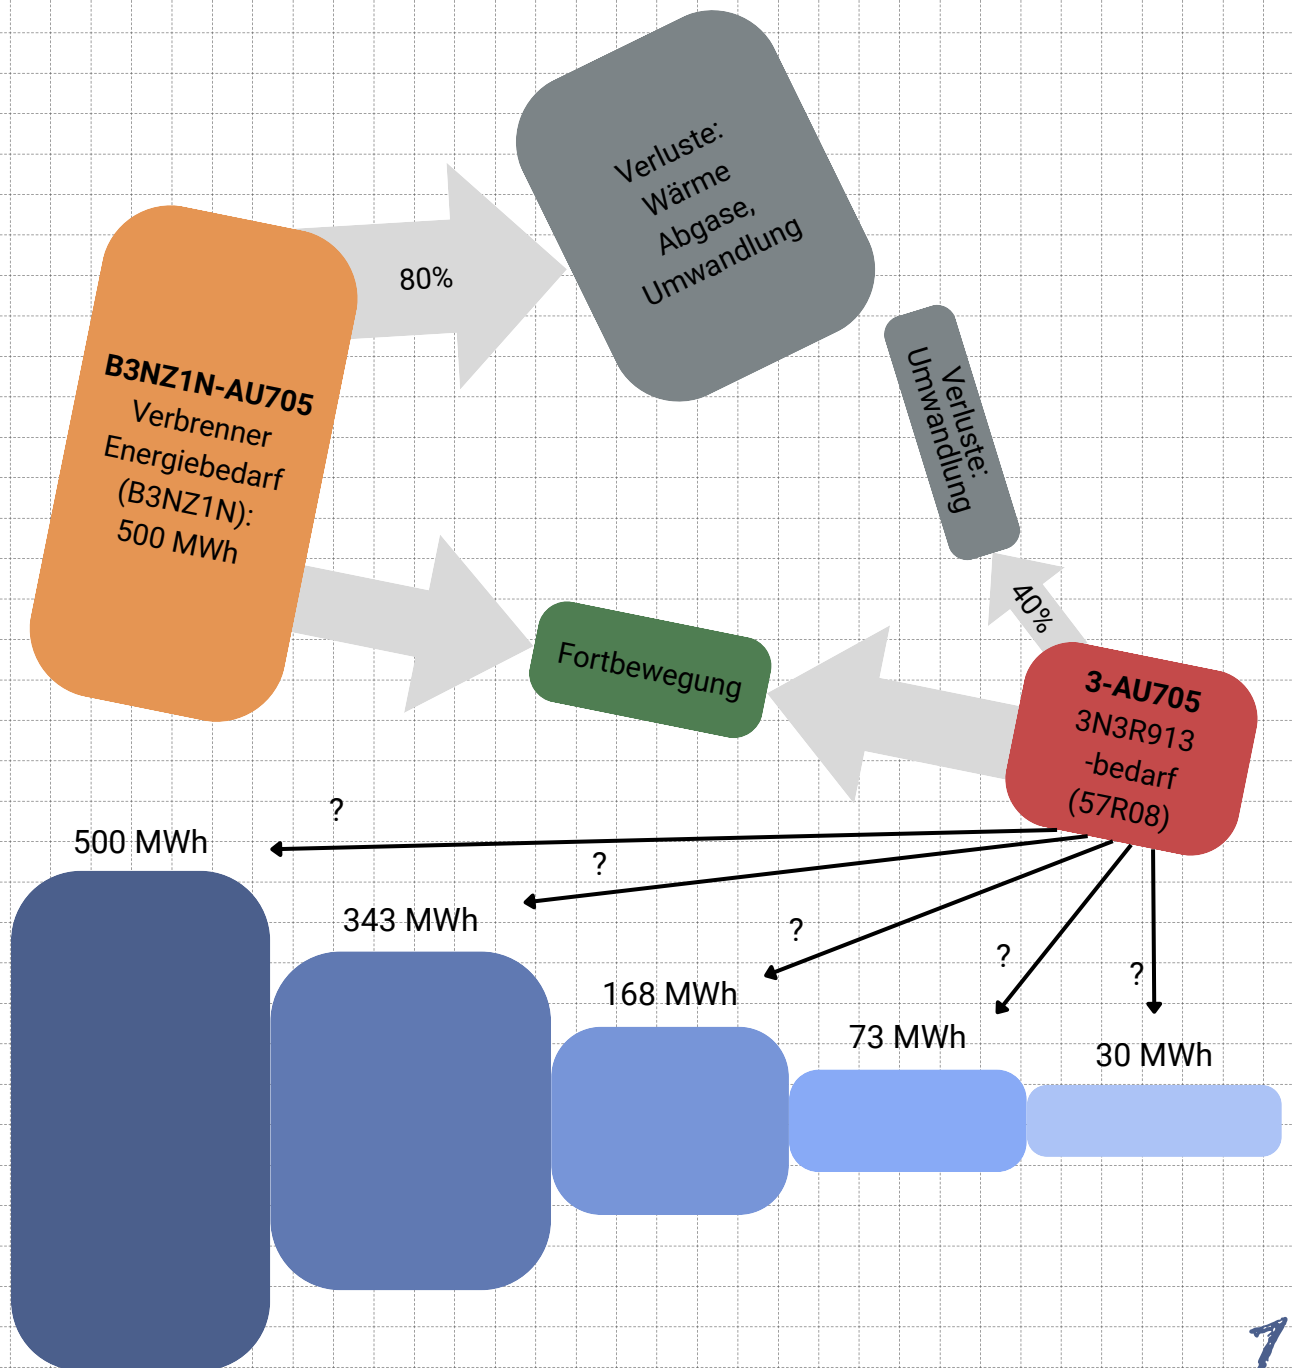 Verluste:
Wärme
Abgase,
Umwandlung
80%
B3NZ1N-AU705
Verbrenner
Energiebedarf
(B3NZ1N):
500 MWh
Verluste:
Umwandlung
40%
Fortbewegung
3-AU705
3N3R913
-bedarf
(57R08)
?
?
?
?
?
500 MWh
343 MWh
168 MWh
73 MWh
30 MWh
7